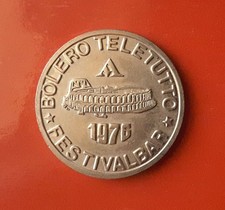 BOLERO TELETUTTO
A
1976
★ FESTIVALBAR ★